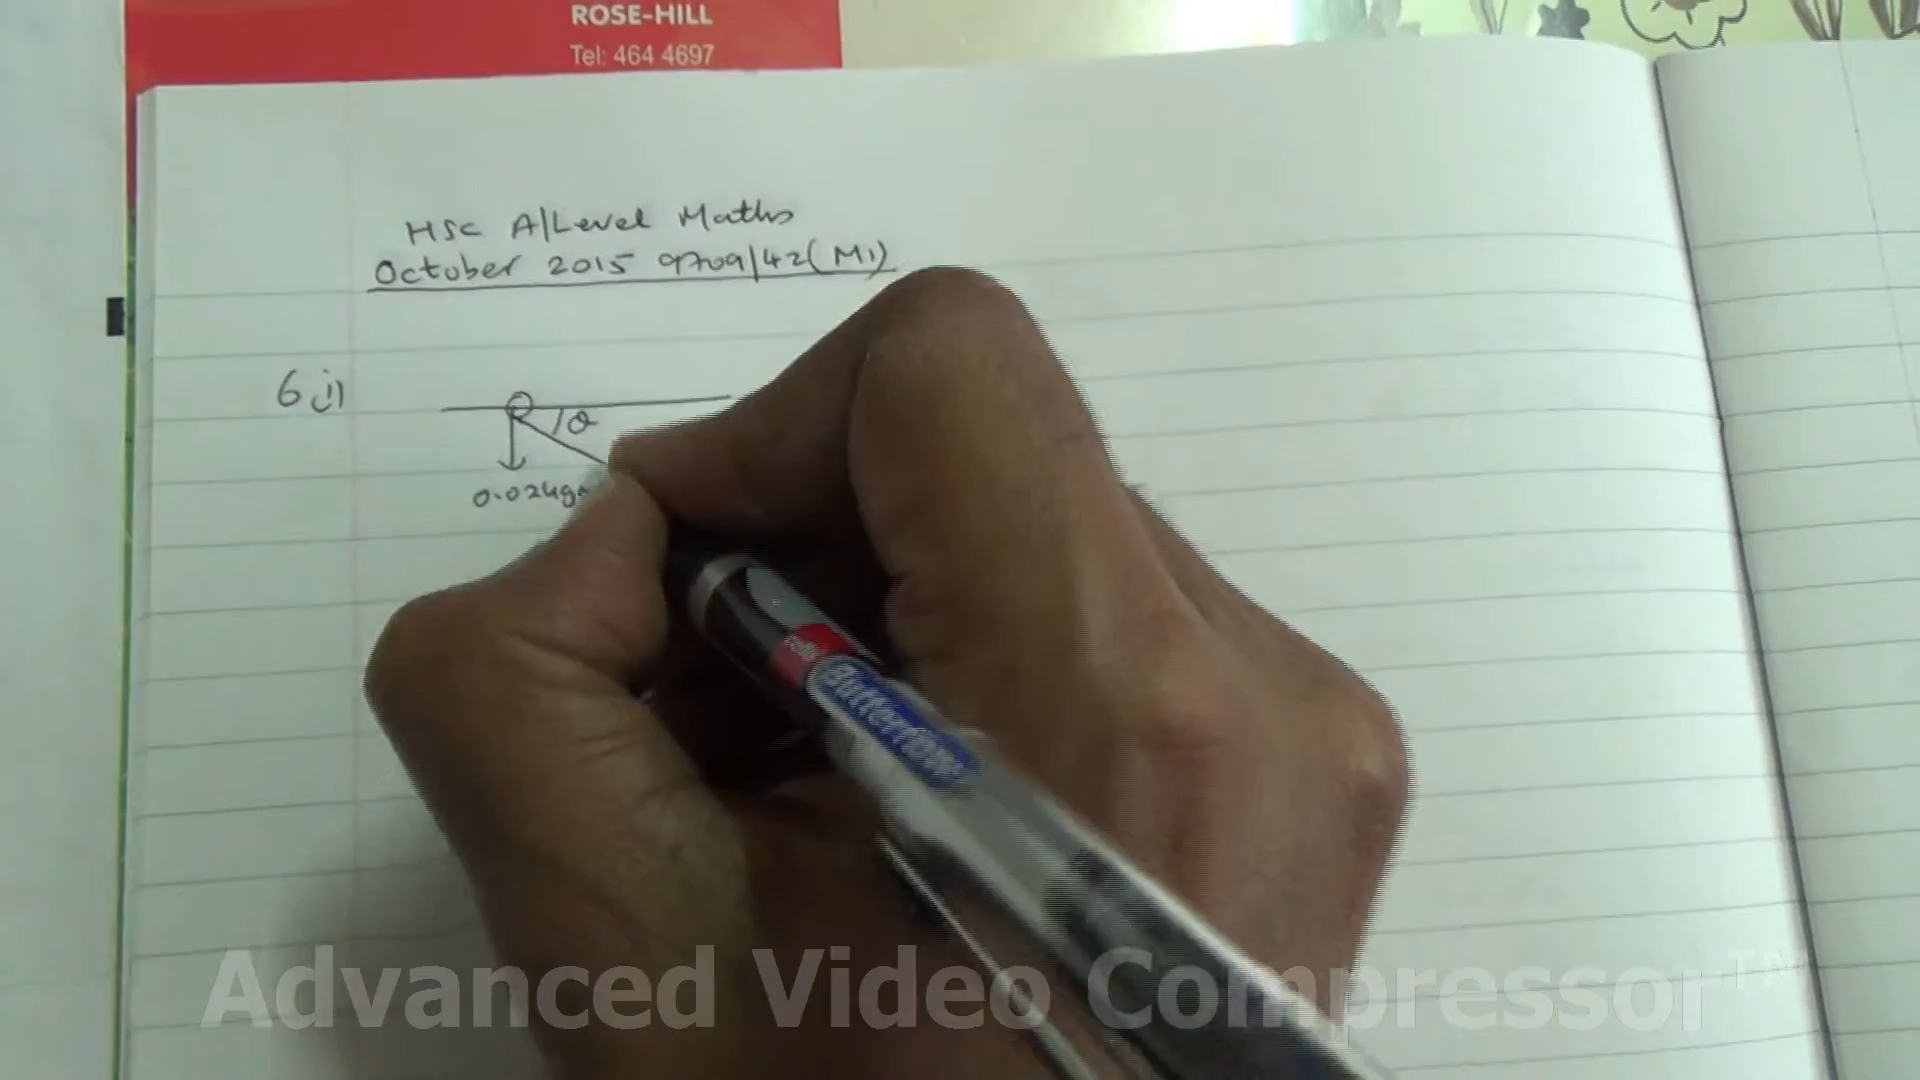 ROSE-HILL
Tel: 464 4697
HSC A/Level Maths
October 2015 9709/42(M1)
6 i)
θ
0.024g
Butterflow
Advanced Video Compressor™